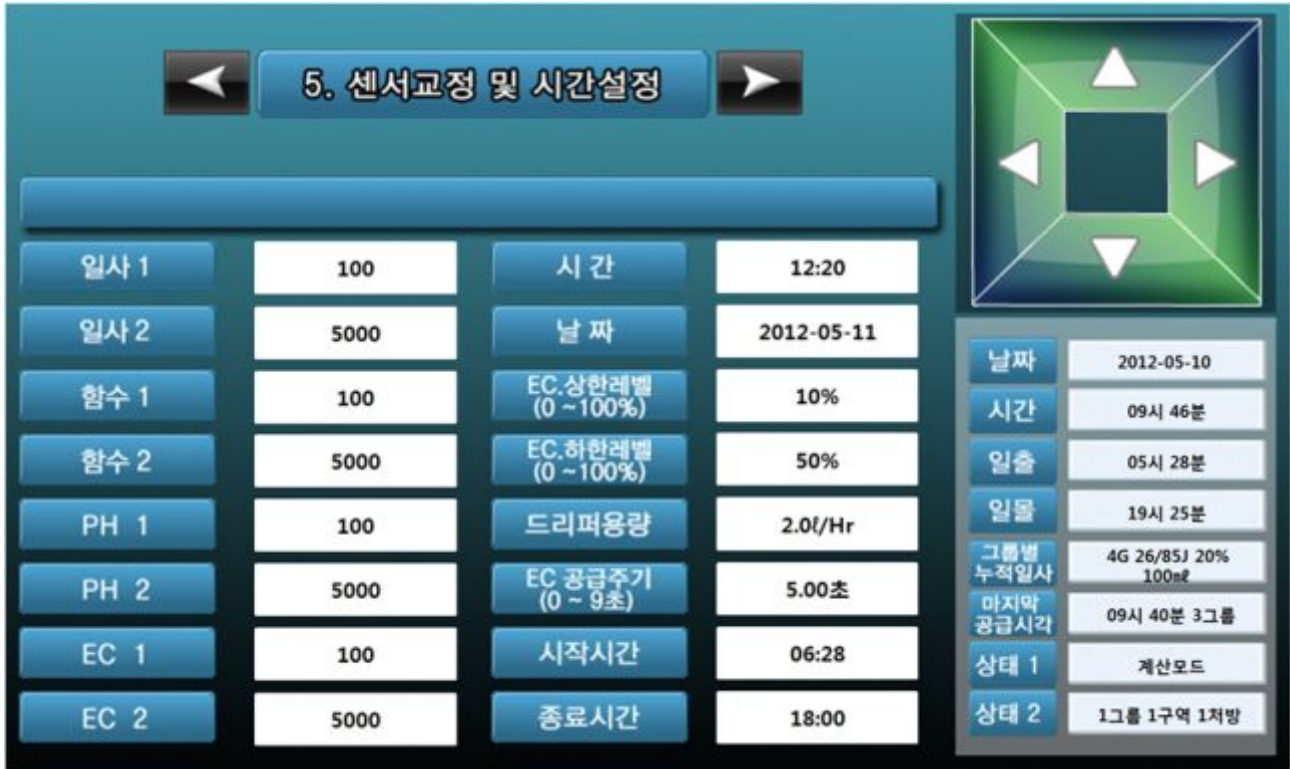 5. 센서교정 및 시간설정
일사 1 100 시 간 12:20
일사 2 5000 날 짜 2012-05-11
함수 1 100 EC.상한레벨
(0 ~100%) 10%
함수 2 5000 EC.하한레벨
(0 ~100%) 50%
PH 1 100 드리퍼용량 2.0ℓ/Hr
PH 2 5000 EC 공급주기
(0 ~ 9초) 5.00초
EC 1 100 시작시간 06:28
EC 2 5000 종료시간 18:00
날짜 2012-05-10
시간 09시 46분
일출 05시 28분
일몰 19시 25분
그룹별
누적일사
4G 26/85J 20%
100㎖
마지막
공급시각
09시 40분 3그룹
상태 1 계산모드
상태 2 1그룹 1구역 1처방